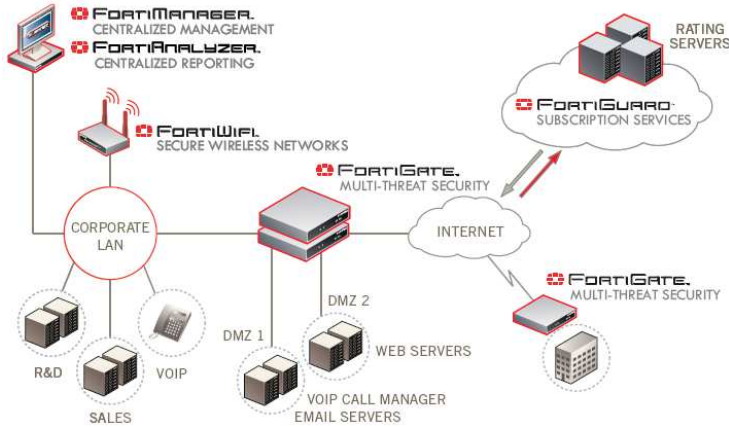 FORTIMANAGER.
CENTRALIZED MANAGEMENT
FORTIANALYZER.
CENTRALIZED REPORTING
RATING
SERVERS
FORTIGUARD
SUBSCRIPTION SERVICES
FORTIWIFI.
SECURE WIRELESS NETWORKS
FORTIGATE.
MULTI-THREAT SECURITY
CORPORATE
LAN
INTERNET
FORTIGATE.
MULTI-THREAT SECURITY
DMZ 2
DMZ 1
R&D
VOIP
WEB SERVERS
SALES
VOIP CALL MANAGER
EMAIL SERVERS